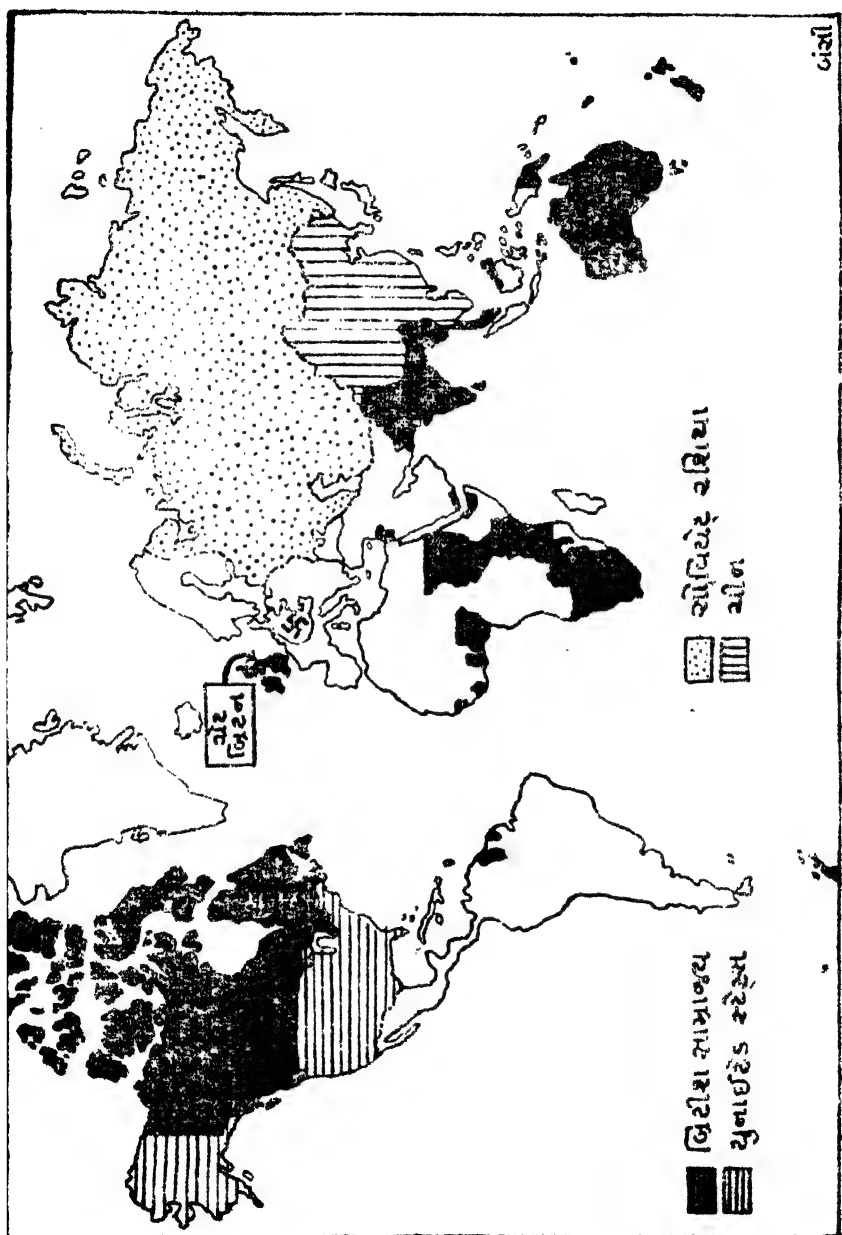 ગ્રેટ
બ્રિટન
બ્રિટીશ સામ્રાજ્ય
યુનાઈટેડ સ્ટેટ્સ
સોવિયેટ રશિયા
ચીન
બંસી